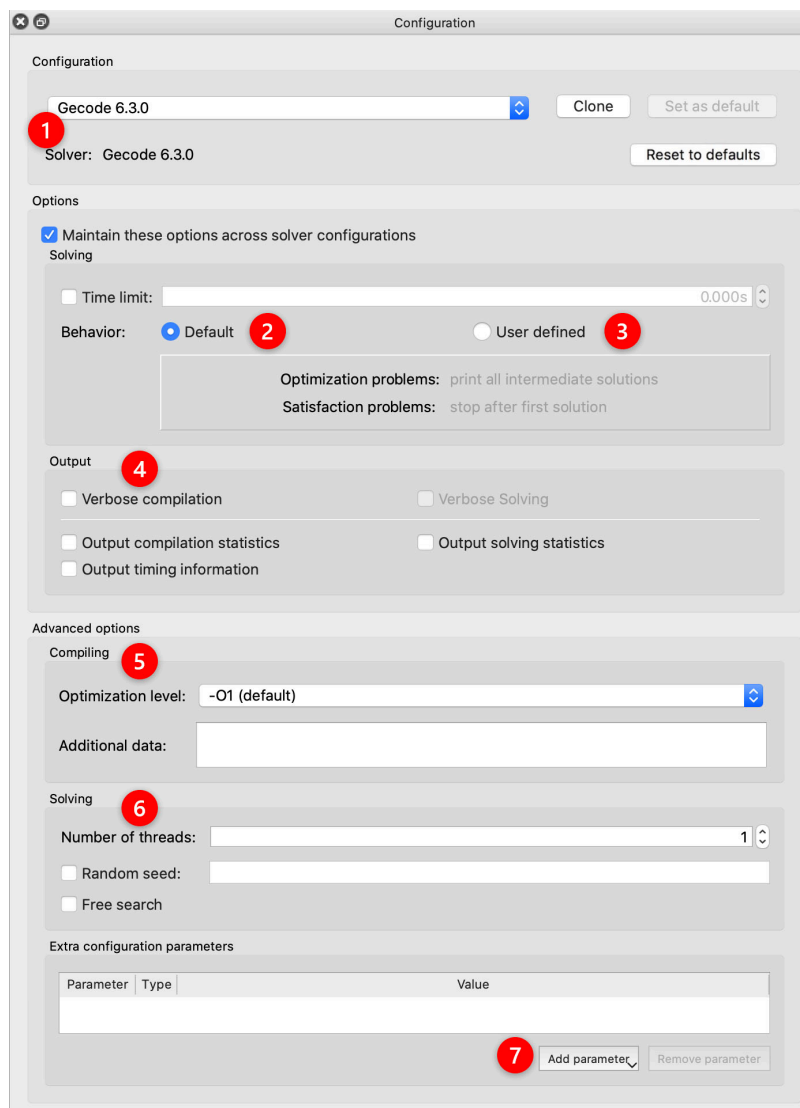 Configuration
Configuration
Gecode 6.3.0
Clone
Set as default
1
Solver: Gecode 6.3.0
Reset to defaults
Options
Maintain these options across solver configurations
Solving
Time limit:
0.000s
Behavior:
Default
2
User defined
3
Optimization problems: print all intermediate solutions
Satisfaction problems: stop after first solution
Output
4
Verbose compilation
Verbose Solving
Output compilation statistics
Output solving statistics
Output timing information
Advanced options
Compiling
5
Optimization level: -O1 (default)
Additional data:
Solving
6
Number of threads: 1
Random seed:
Free search
Extra configuration parameters
Parameter Type Value
7
Add parameter
Remove parameter